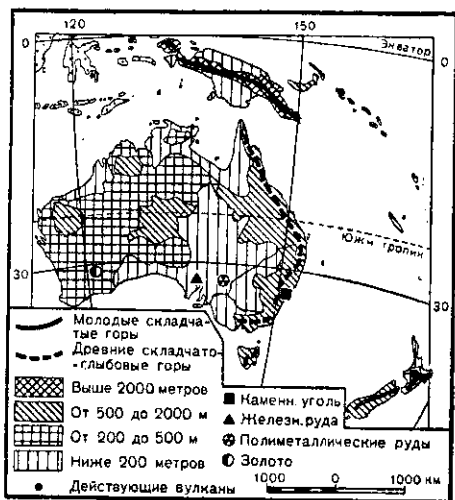 120
150
0
Экватор
0
Южн. тропик
30
30
Молодые складча-
тые горы
Древние складчато-
-глыбовые горы
Выше 2000 метров
От 500 до 2000 м
От 200 до 500 м
Ниже 200 метров
Действующие вулканы
Каменн. уголь
Железн. руда
Полиметаллические руды
Золото
1000 0 1000 км